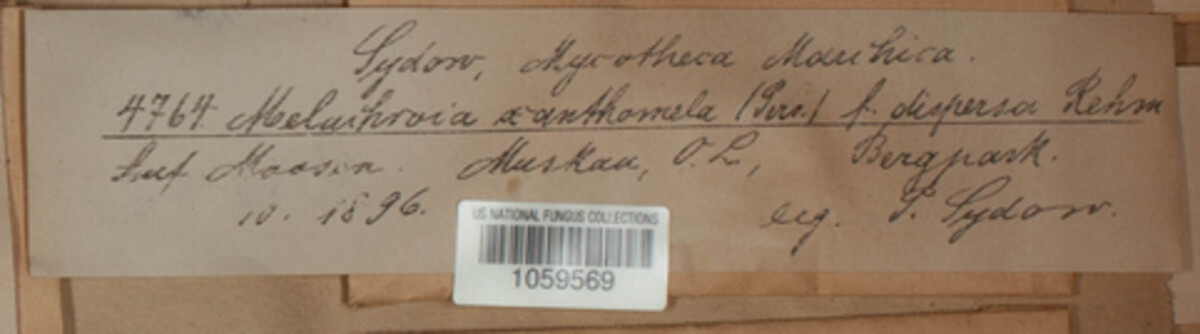 Sydow, Mycotheca Marchica.
4764 Melachroia xanthomela (Pers.) f. dispersa Rehm
Auf Moosen. Muskau, O.L., Bergpark.
10. 1896. leg. P. Sydow.
US NATIONAL FUNGUS COLLECTIONS
1059569